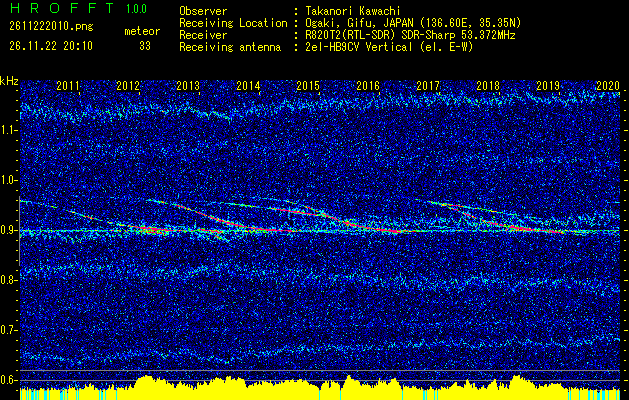 HROFFT 1.0.0
2611222010.png
meteor
26.11.22 20:10 33
Observer : Takanori Kawachi
Receiving Location : Ogaki, Gifu, JAPAN (136.60E, 35.35N)
Receiver : R820T2(RTL-SDR) SDR-Sharp 53.372MHz
Receiving antenna : 2el-HB9CV Vertical (el. E-W)
kHz 2011 2012 2013 2014 2015 2016 2017 2018 2019 2020
1.1
1.0
0.9
0.8
0.7
0.6